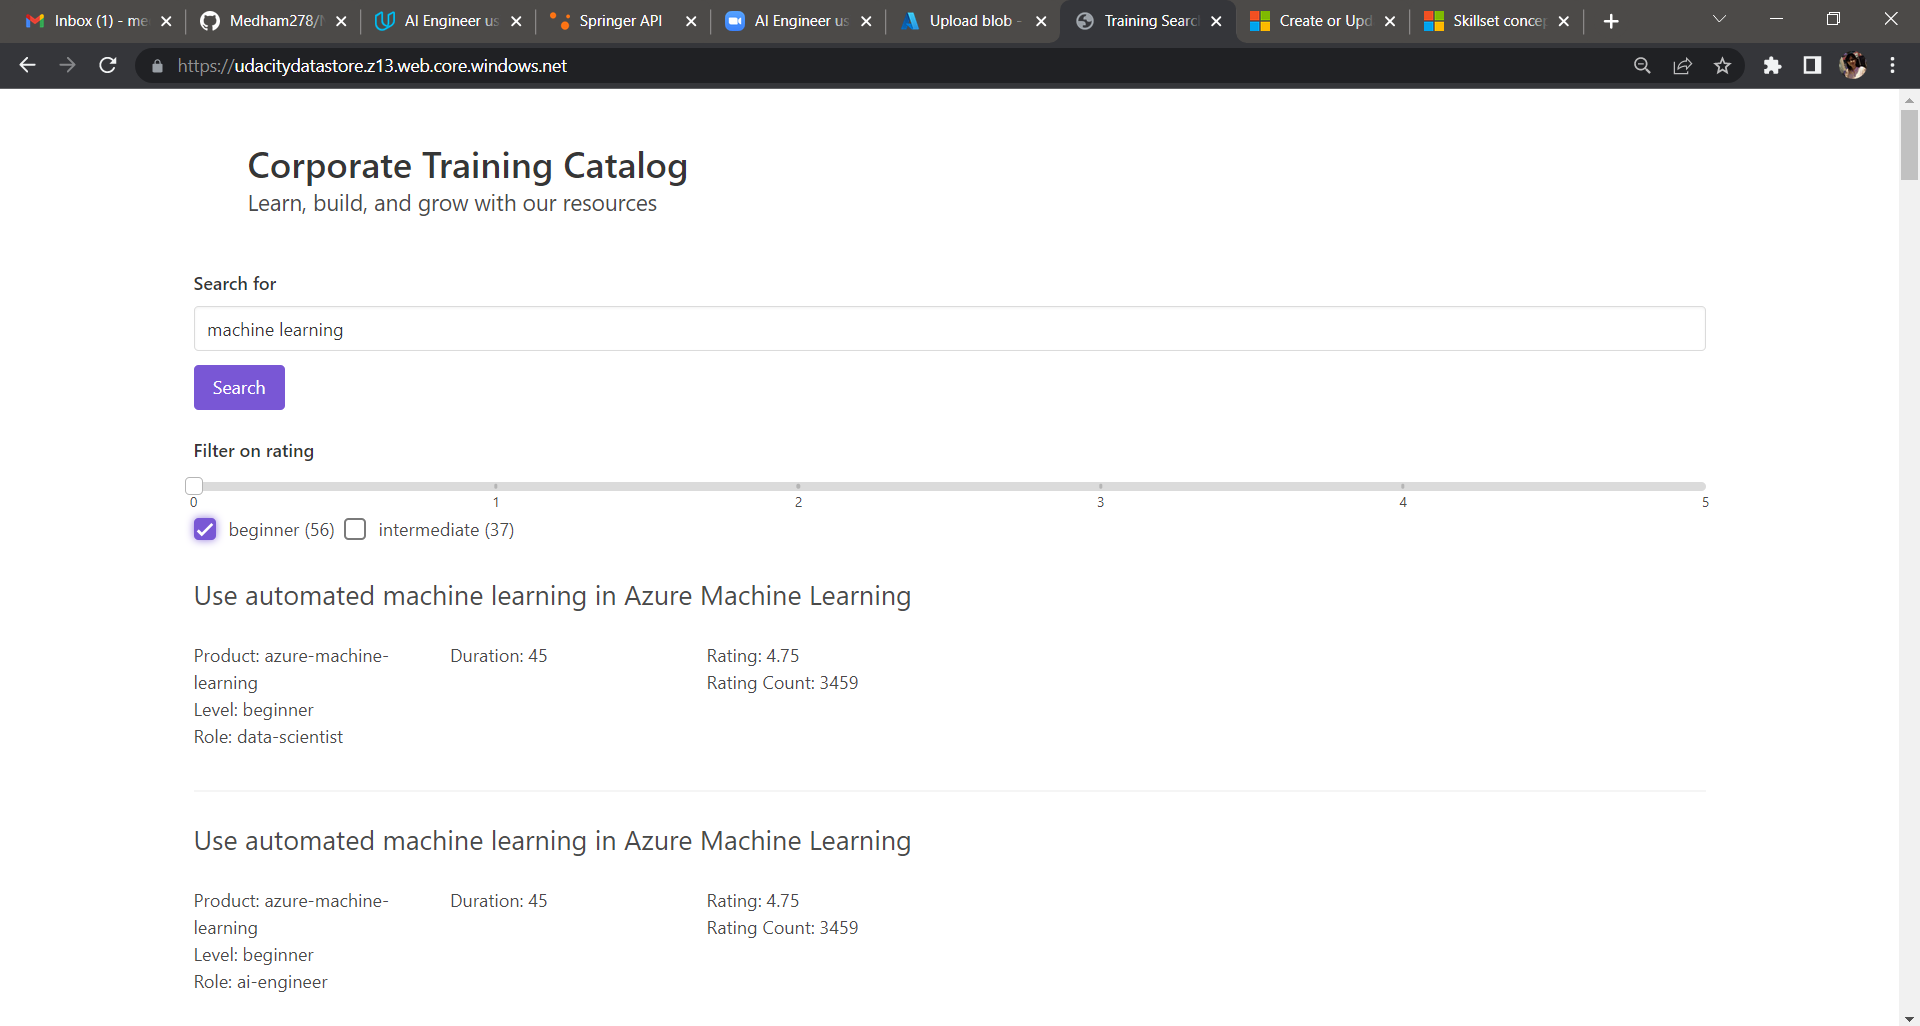 Inbox (1) - me
Medham278/
AI Engineer us
Springer API
AI Engineer us
Upload blob -
Training Searc
Create or Upd
Skillset concep
https://udacitydatastore.z13.web.core.windows.net
Corporate Training Catalog
Learn, build, and grow with our resources
Search for
machine learning
Search
Filter on rating
0 1 2 3 4 5
beginner (56) intermediate (37)
Use automated machine learning in Azure Machine Learning
Product: azure-machine-
learning
Level: beginner
Role: data-scientist
Duration: 45
Rating: 4.75
Rating Count: 3459
Use automated machine learning in Azure Machine Learning
Product: azure-machine-
learning
Level: beginner
Role: ai-engineer
Duration: 45
Rating: 4.75
Rating Count: 3459